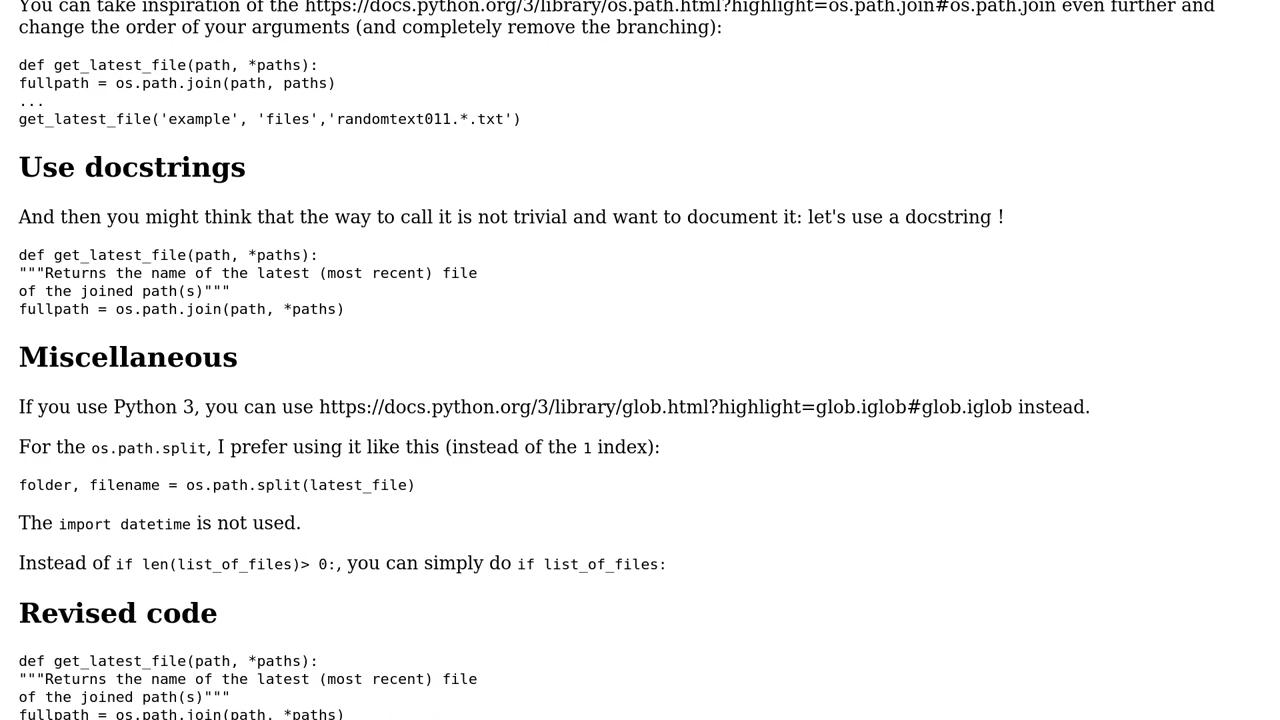 You can take inspiration of the https://docs.python.org/3/library/os.path.html?highlight=os.path.join#os.path.join even further and
change the order of your arguments (and completely remove the branching):
def get_latest_file(path, *paths):
fullpath = os.path.join(path, paths)
...
get_latest_file('example', 'files','randomtext011.*.txt')
Use docstrings
And then you might think that the way to call it is not trivial and want to document it: let's use a docstring !
def get_latest_file(path, *paths):
"""Returns the name of the latest (most recent) file
of the joined path(s)"""
fullpath = os.path.join(path, *paths)
Miscellaneous
If you use Python 3, you can use https://docs.python.org/3/library/glob.html?highlight=glob.iglob#glob.iglob instead.
For the os.path.split, I prefer using it like this (instead of the 1 index):
folder, filename = os.path.split(latest_file)
The import datetime is not used.
Instead of if len(list_of_files)> 0:, you can simply do if list_of_files:
Revised code
def get_latest_file(path, *paths):
"""Returns the name of the latest (most recent) file
of the joined path(s)"""
fullpath = os.path.join(path, *paths)